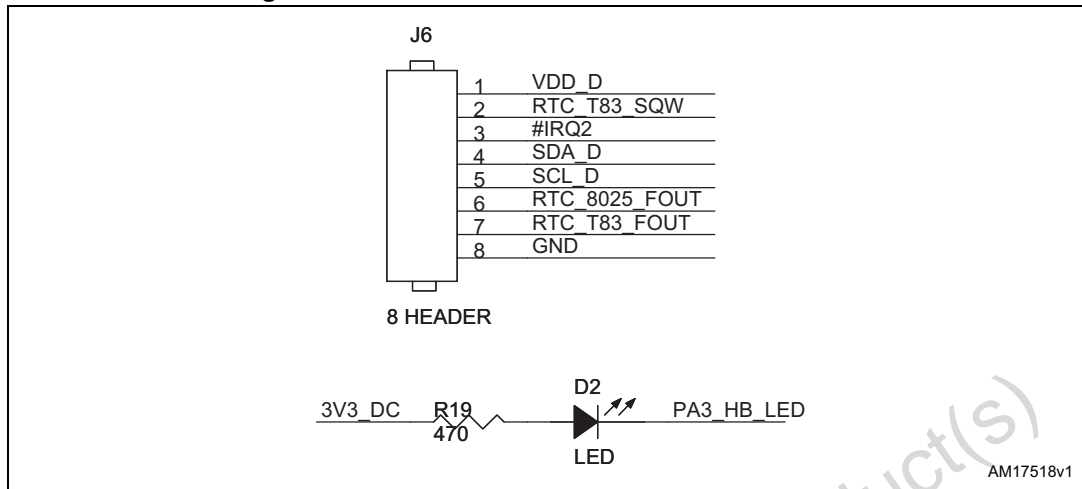 J6
1 VDD_D
2 RTC_T83_SQW
3 #IRQ2
4 SDA_D
5 SCL_D
6 RTC_8025_FOUT
7 RTC_T83_FOUT
8 GND
8 HEADER
D2
3V3_DC R19 PA3_HB_LED
470
LED
AM17518v1